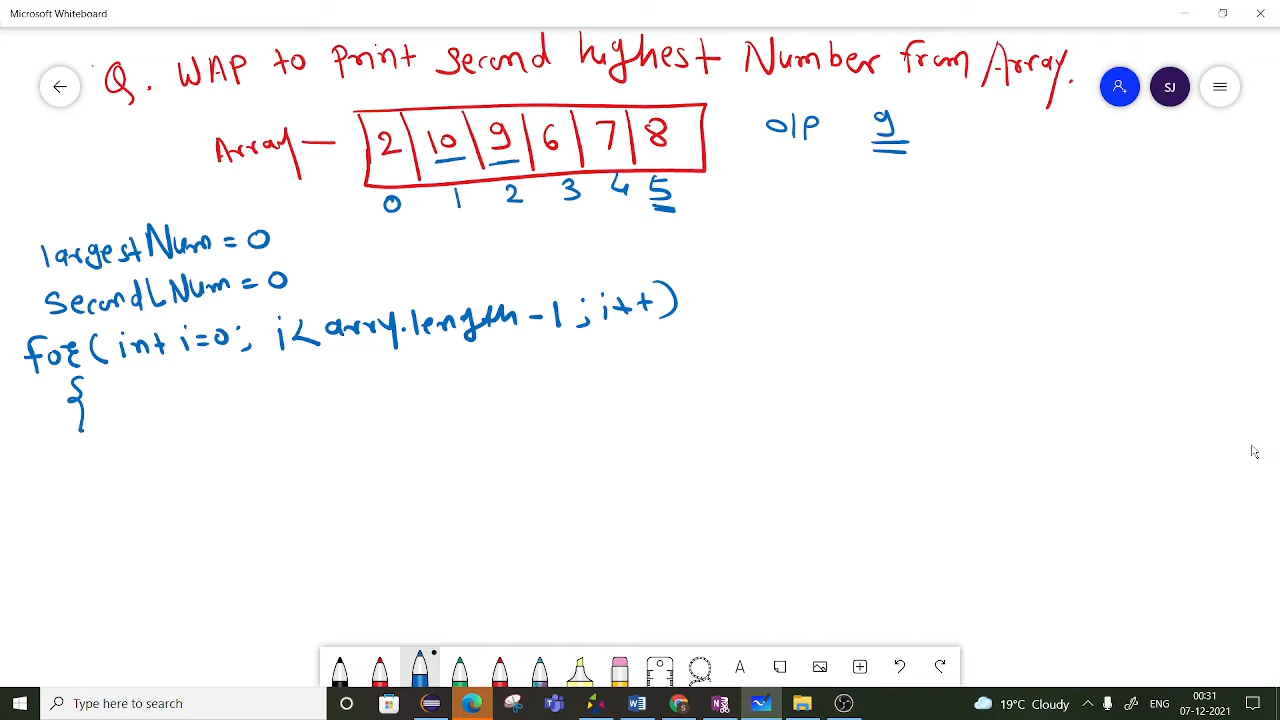 Microsoft Whiteboard
Q. WAP to Print second highest Number from Array.
SJ
Array — 2 10 9 6 7 8
O/P 9
0 1 2 3 4 5
largestNum = 0
SecondLNum = 0
for(int i=0; i< arry.length -1 ; i++)
{
A
Type here to search
19°C Cloudy
ENG
00:31
07-12-2021